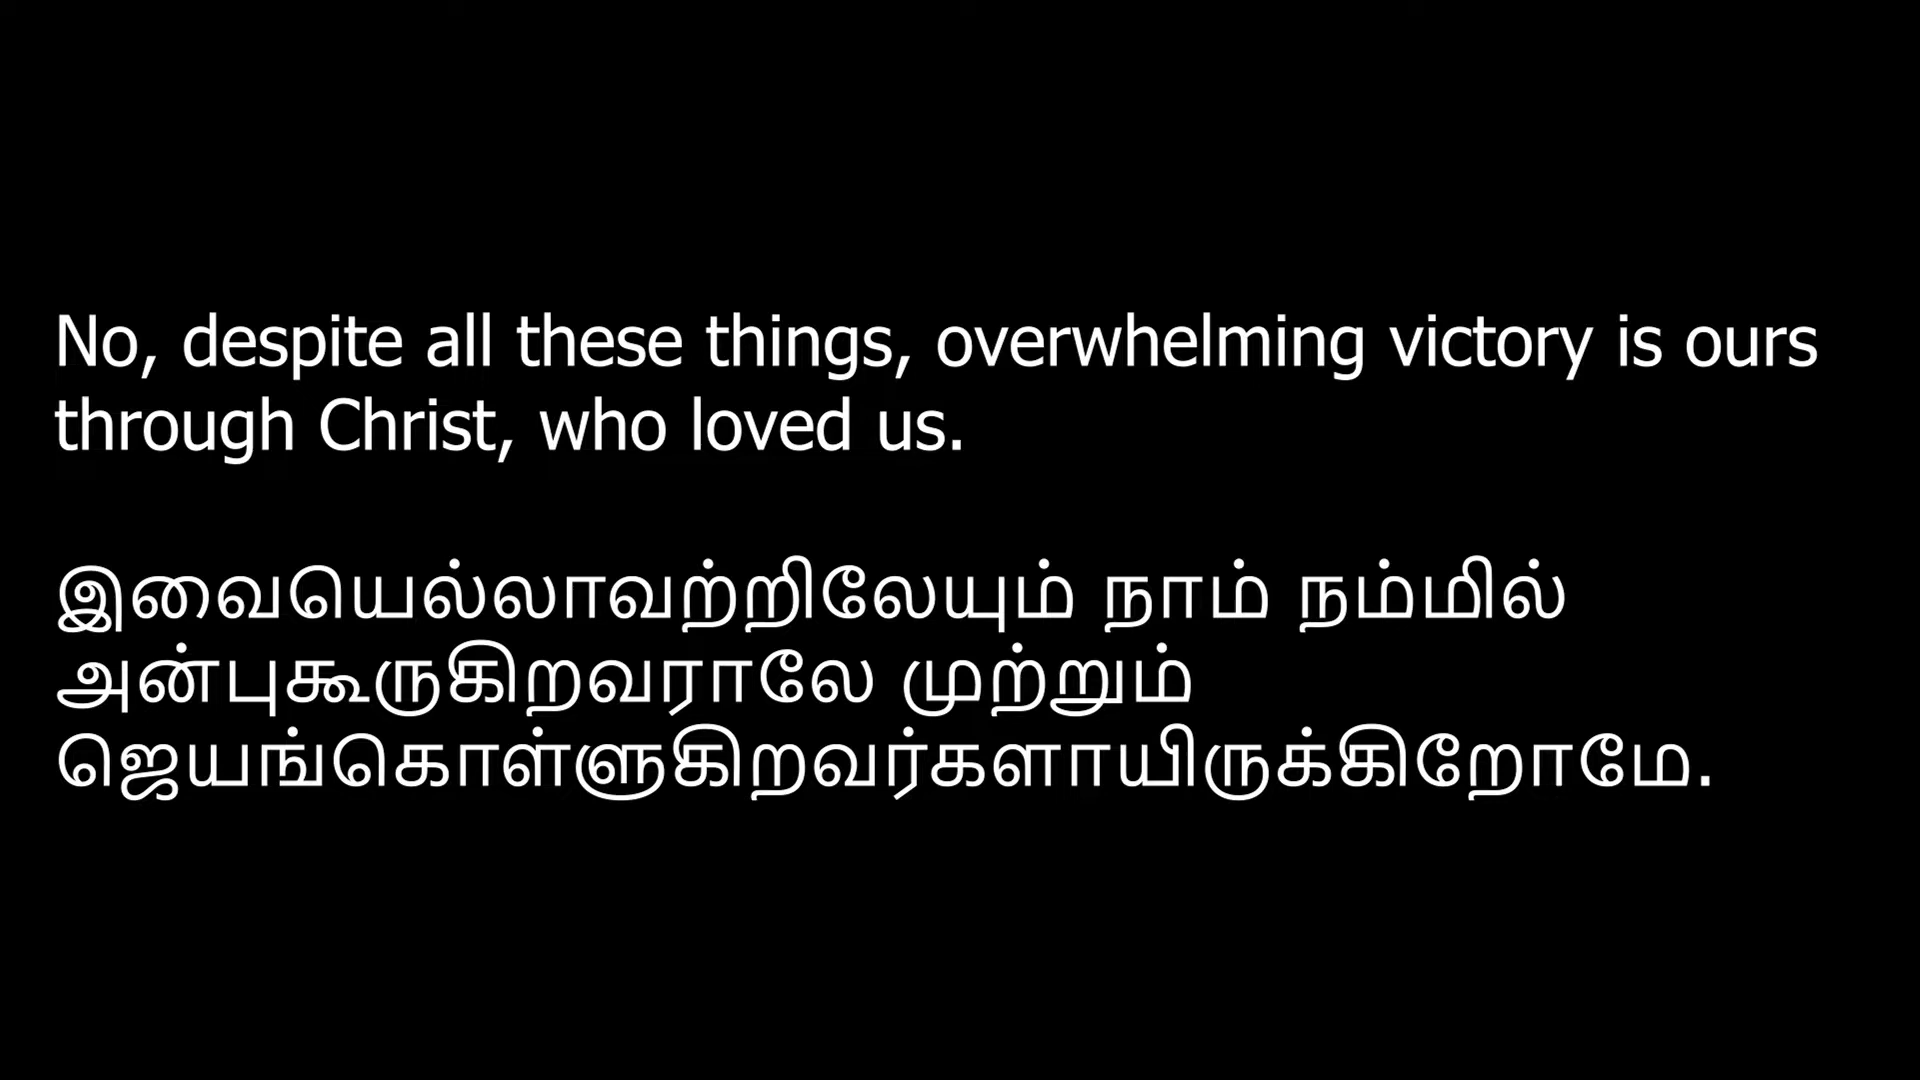 No, despite all these things, overwhelming victory is ours
through Christ, who loved us.
இவையெல்லாவற்றிலேயும் நாம் நம்மில்
அன்புகூருகிறவராலே முற்றும்
ஜெயங்கொள்ளுகிறவர்களாயிருக்கிறோமே.